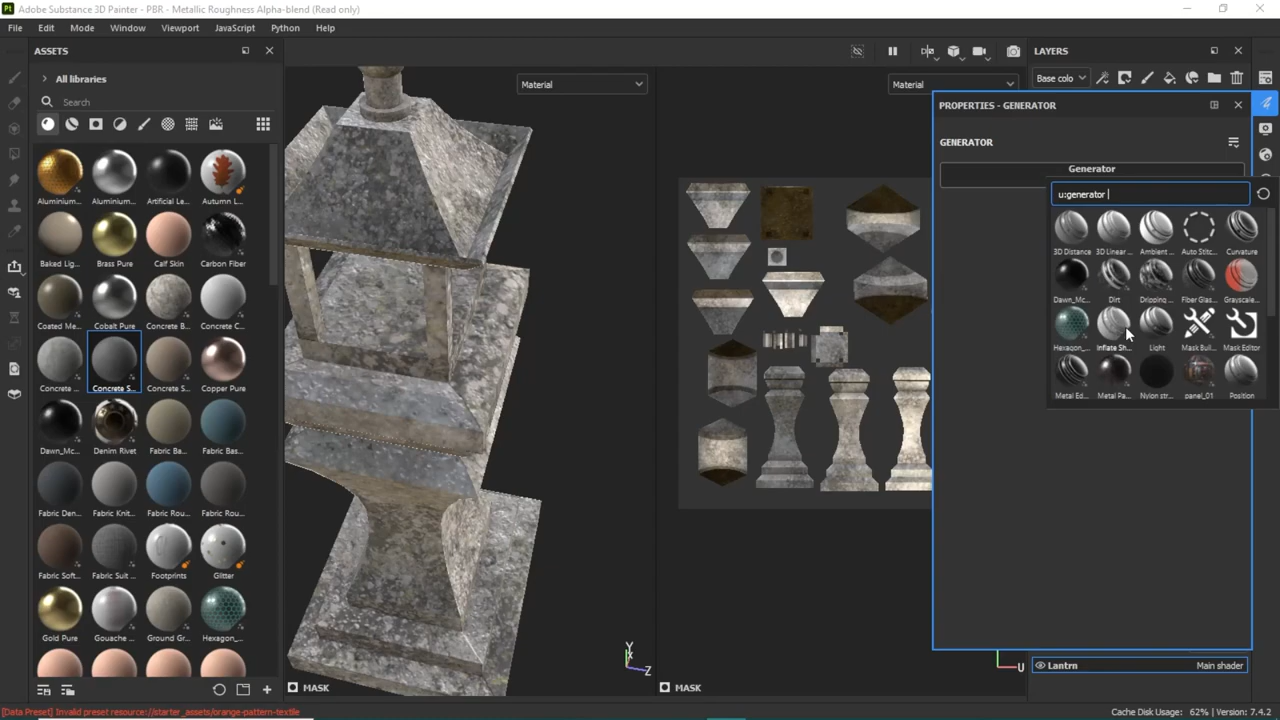 Adobe Substance 3D Painter - PBR - Metallic Roughness Alpha-blend (Read only)
File Edit Mode Window Viewport JavaScript Python Help
ASSETS
All libraries
Search
Aluminium... Aluminium... Artificial Le... Autumn L...
Baked Lig... Brass Pure Calf Skin Carbon Fiber
Coated Me... Cobalt Pure Concrete B... Concrete C...
Concrete ... Concrete S... Concrete S... Copper Pure
Dawn_Mc... Denim Rivet Fabric Ba... Fabric Bas...
Fabric Den... Fabric Knit... Fabric Rou... Fabric Rou...
Fabric Soft... Fabric Suit ... Footprints Glitter
Gold Pure Gouache ... Ground Gr... Hexagon_...
Material
Material
MASK
MASK
LAYERS
Base colo
PROPERTIES - GENERATOR
GENERATOR
Generator
u:generator
3D Distance 3D Linear ... Ambient ... Auto Stitc... Curvature
Dawn_Mc... Dirt Dripping ... Fiber Glas... Grayscale...
Hexagon_... Inflate Sh... Light Mask Buil... Mask Editor
Metal Ed... Metal Pa... Nylon str... panel_01 Position
Y
X
Z
U
Lantrn Main shader
[Data Preset] Invalid preset resource://starter_assets/orange-pattern-textile
Cache Disk Usage: 62% | Version: 7.4.2